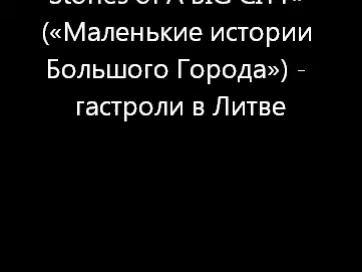 Stories of A BIG CITY»
(«Маленькие истории
Большого Города») -
гастроли в Литве